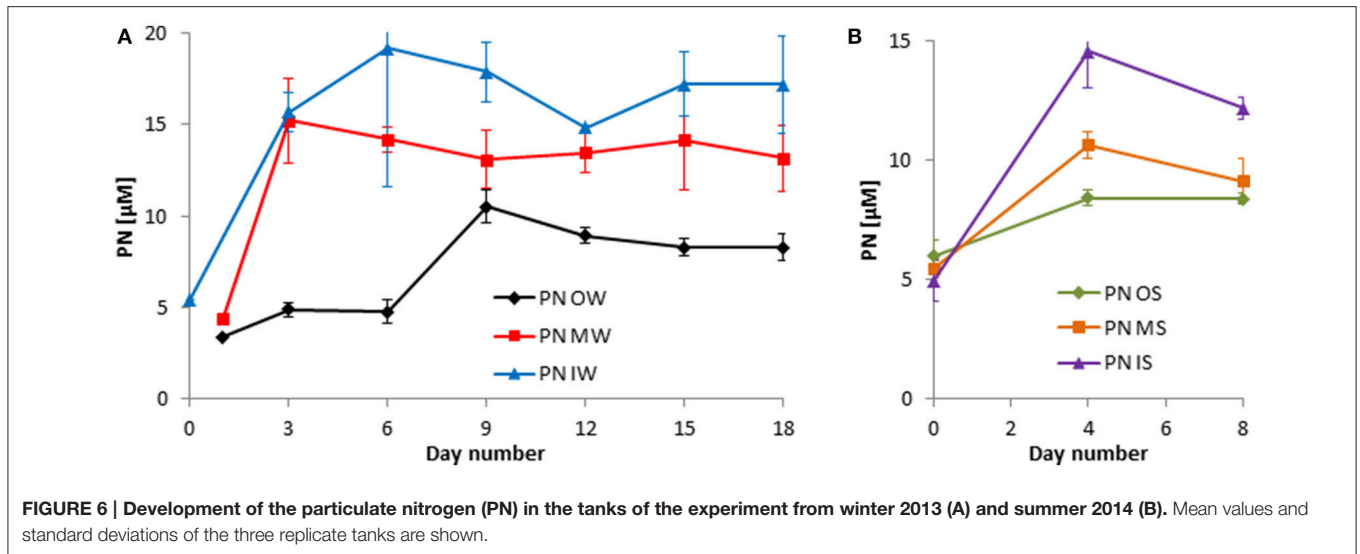 A
B
20
15
10
5
0
PN [µM]
0 3 6 9 12 15 18
Day number
PN OW
PN MW
PN IW
15
10
5
0
PN [µM]
0 2 4 6 8
Day number
PN OS
PN MS
PN IS
FIGURE 6 | Development of the particulate nitrogen (PN) in the tanks of the experiment from winter 2013 (A) and summer 2014 (B). Mean values and
standard deviations of the three replicate tanks are shown.